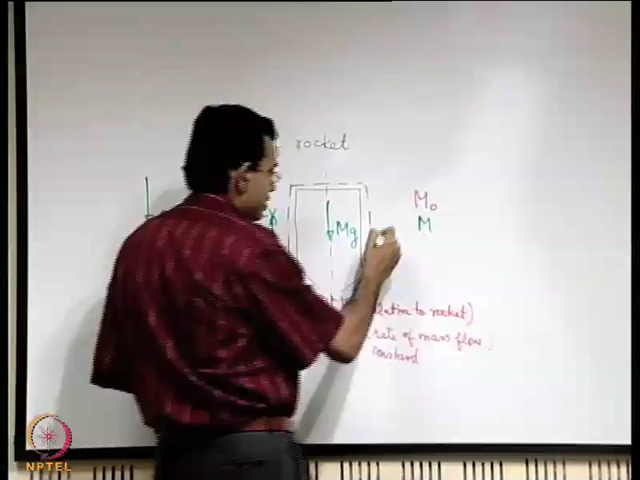 rocket
M₀
Mg
M
relation to rocket)
rate of mass flow
constant
NPTEL